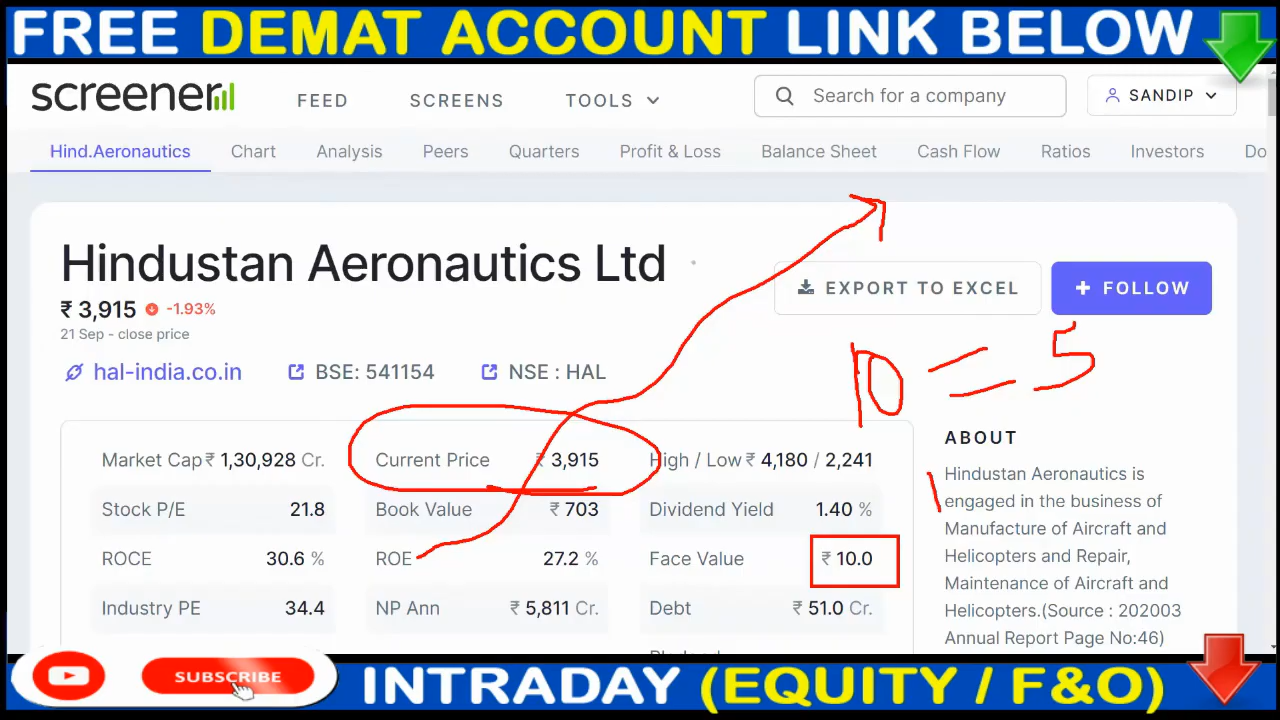 FREE DEMAT ACCOUNT LINK BELOW
screener FEED SCREENS TOOLS Search for a company SANDIP
Hind.Aeronautics Chart Analysis Peers Quarters Profit & Loss Balance Sheet Cash Flow Ratios Investors Do
Hindustan Aeronautics Ltd
EXPORT TO EXCEL + FOLLOW
₹ 3,915 -1.93%
21 Sep - close price
hal-india.co.in BSE: 541154 NSE : HAL
10 = 5
Market Cap ₹ 1,30,928 Cr. Current Price ₹ 3,915 High / Low ₹ 4,180 / 2,241
Stock P/E 21.8 Book Value ₹ 703 Dividend Yield 1.40 %
ROCE 30.6 % ROE 27.2 % Face Value ₹ 10.0
Industry PE 34.4 NP Ann ₹ 5,811 Cr. Debt ₹ 51.0 Cr.
ABOUT
Hindustan Aeronautics is
engaged in the business of
Manufacture of Aircraft and
Helicopters and Repair,
Maintenance of Aircraft and
Helicopters.(Source : 202003
Annual Report Page No:46)
SUBSCRIBE
INTRADAY (EQUITY / F&O)